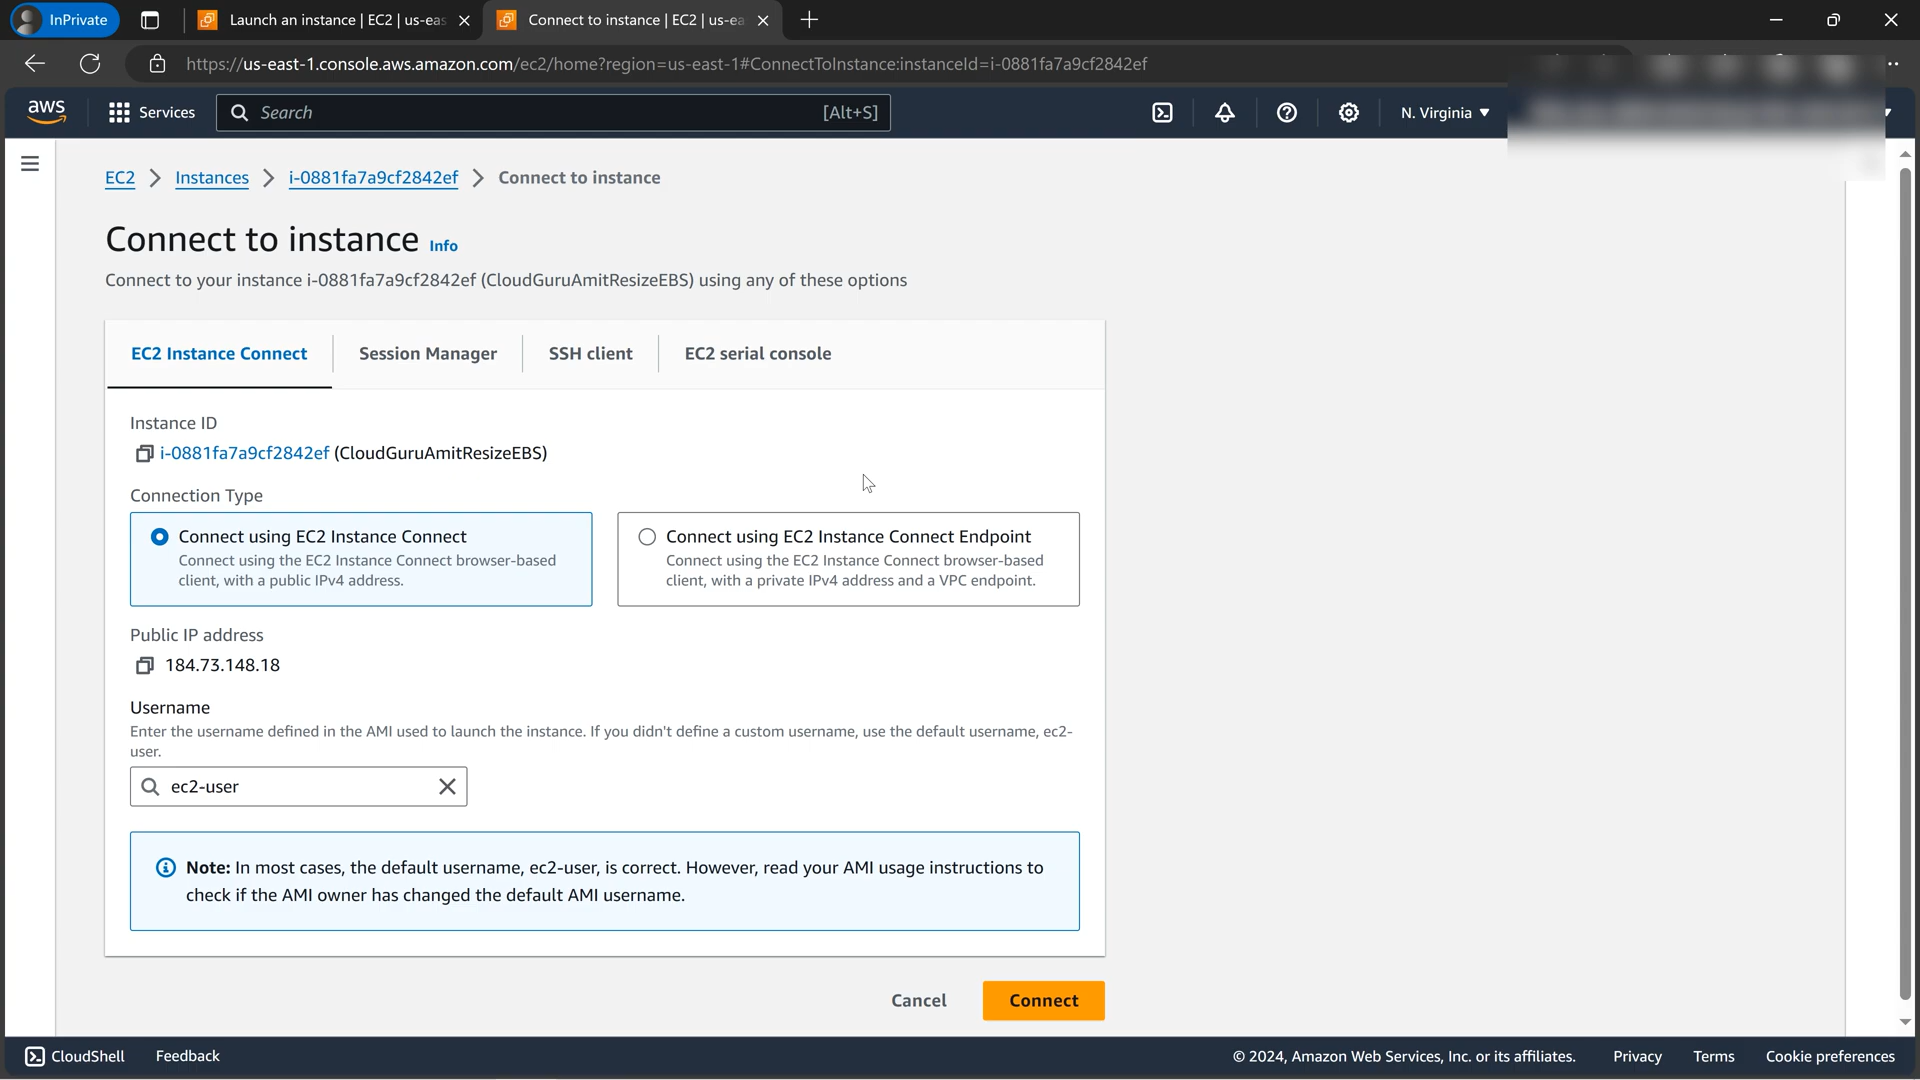 InPrivate
Launch an instance | EC2 | us-eas
Connect to instance | EC2 | us-ea
https://us-east-1.console.aws.amazon.com/ec2/home?region=us-east-1#ConnectToInstance:instanceId=i-0881fa7a9cf2842ef
aws
Services
Search
[Alt+S]
N. Virginia
EC2 > Instances > i-0881fa7a9cf2842ef > Connect to instance
Connect to instance Info
Connect to your instance i-0881fa7a9cf2842ef (CloudGuruAmitResizeEBS) using any of these options
EC2 Instance Connect
Session Manager
SSH client
EC2 serial console
Instance ID
i-0881fa7a9cf2842ef (CloudGuruAmitResizeEBS)
Connection Type
Connect using EC2 Instance Connect
Connect using the EC2 Instance Connect browser-based
client, with a public IPv4 address.
Connect using EC2 Instance Connect Endpoint
Connect using the EC2 Instance Connect browser-based
client, with a private IPv4 address and a VPC endpoint.
Public IP address
184.73.148.18
Username
Enter the username defined in the AMI used to launch the instance. If you didn't define a custom username, use the default username, ec2-
user.
ec2-user
Note: In most cases, the default username, ec2-user, is correct. However, read your AMI usage instructions to
check if the AMI owner has changed the default AMI username.
Cancel
Connect
CloudShell
Feedback
© 2024, Amazon Web Services, Inc. or its affiliates.
Privacy
Terms
Cookie preferences